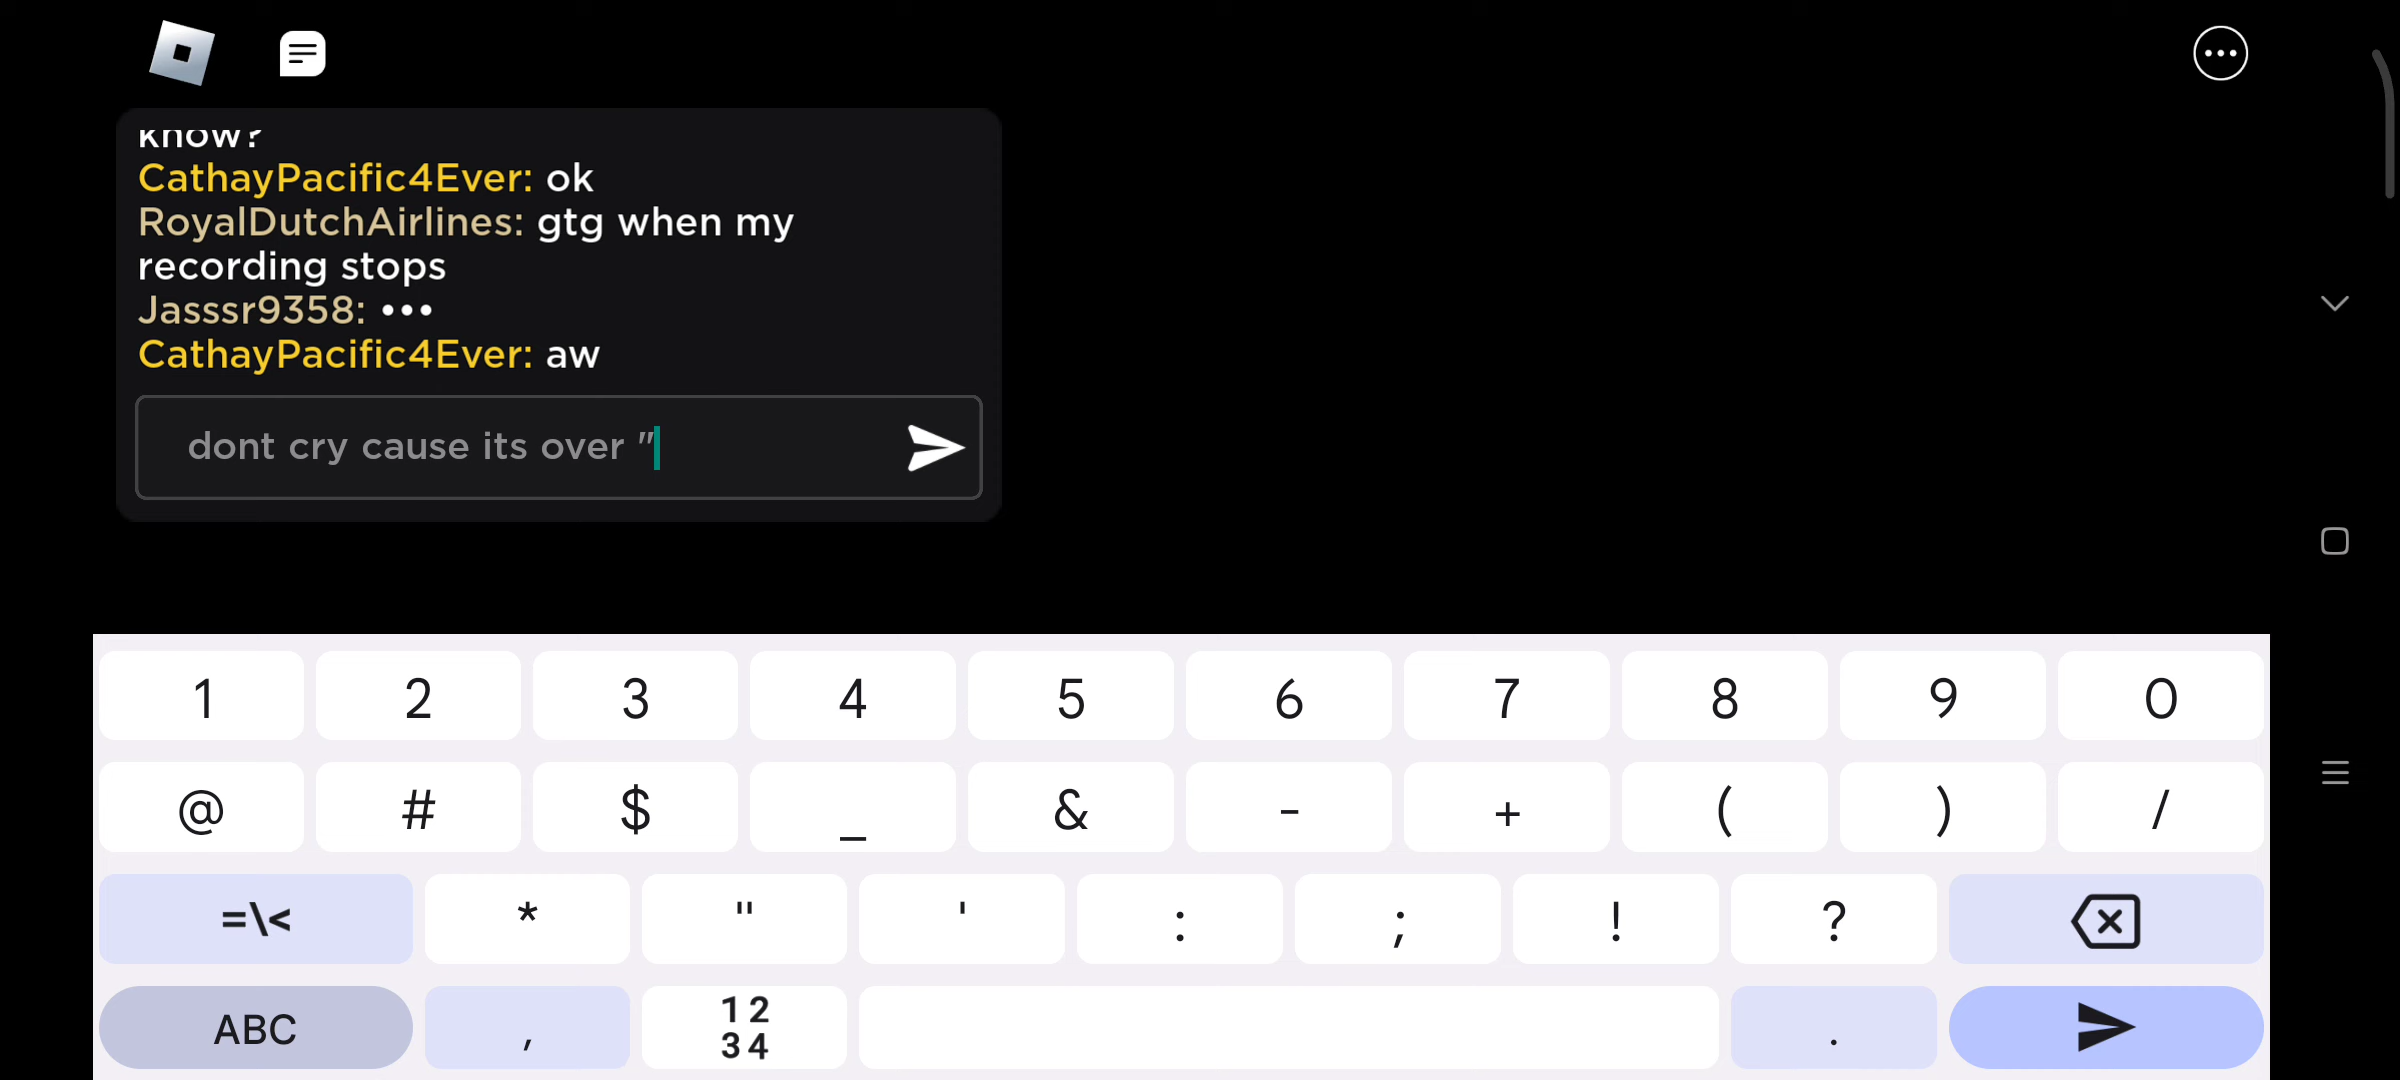 know?
CathayPacific4Ever: ok
RoyalDutchAirlines: gtg when my
recording stops
Jasssr9358: •••
CathayPacific4Ever: aw
dont cry cause its over "
1 2 3 4 5 6 7 8 9 0
@ # $ _ & - + ( ) /
=\< * " ' : ; ! ?
ABC , 12 .
34